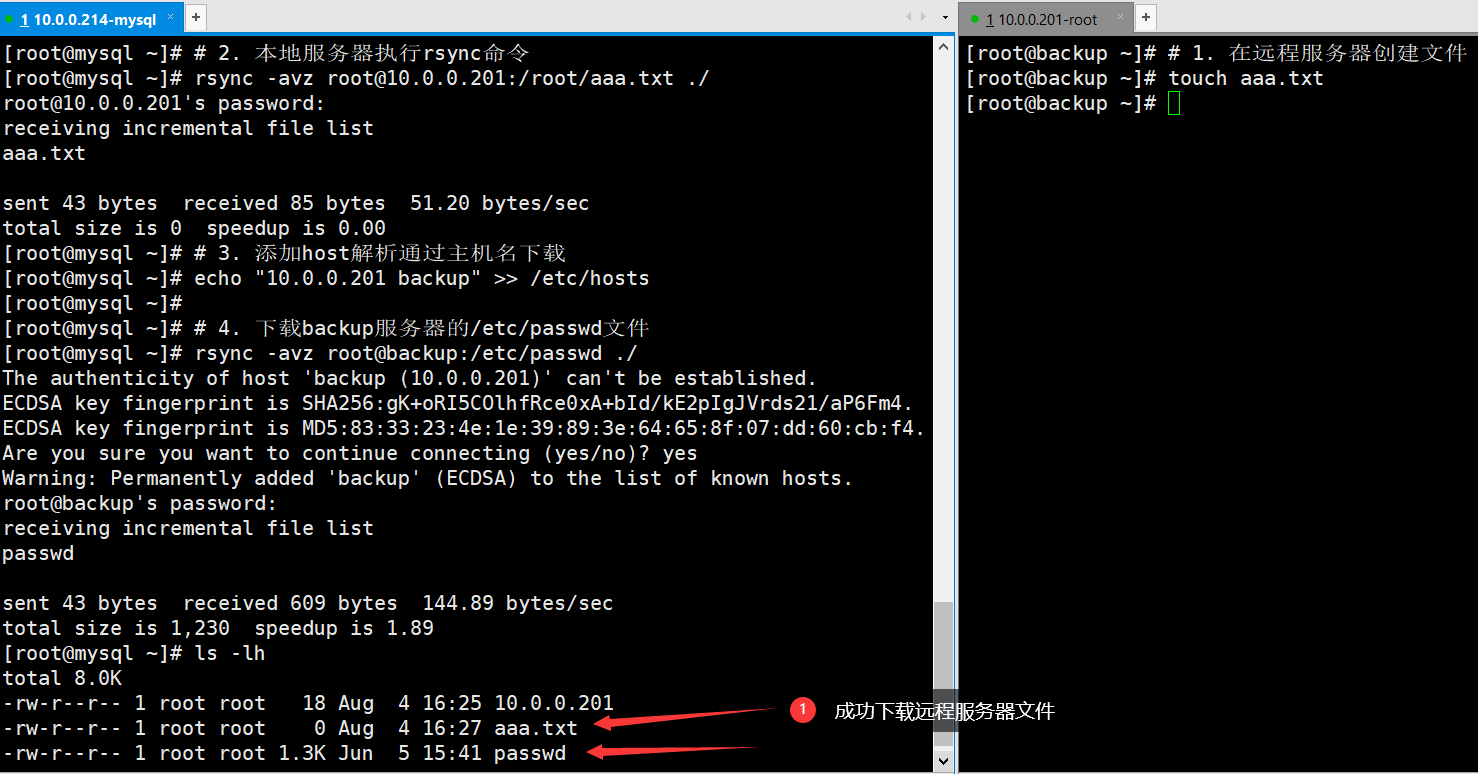 1 10.0.0.214-mysql × +
[root@mysql ~]# # 2. 本地服务器执行rsync命令
[root@mysql ~]# rsync -avz root@10.0.0.201:/root/aaa.txt ./
root@10.0.0.201's password:
receiving incremental file list
aaa.txt
sent 43 bytes  received 85 bytes  51.20 bytes/sec
total size is 0  speedup is 0.00
[root@mysql ~]# # 3. 添加host解析通过主机名下载
[root@mysql ~]# echo "10.0.0.201 backup" >> /etc/hosts
[root@mysql ~]#
[root@mysql ~]# # 4. 下载backup服务器的/etc/passwd文件
[root@mysql ~]# rsync -avz root@backup:/etc/passwd ./
The authenticity of host 'backup (10.0.0.201)' can't be established.
ECDSA key fingerprint is SHA256:gK+oRI5COlhfRce0xA+bId/kE2pIgJVrds21/aP6Fm4.
ECDSA key fingerprint is MD5:83:33:23:4e:1e:39:89:3e:64:65:8f:07:dd:60:cb:f4.
Are you sure you want to continue connecting (yes/no)? yes
Warning: Permanently added 'backup' (ECDSA) to the list of known hosts.
root@backup's password:
receiving incremental file list
passwd
sent 43 bytes  received 609 bytes  144.89 bytes/sec
total size is 1,230  speedup is 1.89
[root@mysql ~]# ls -lh
total 8.0K
-rw-r--r-- 1 root root   18 Aug  4 16:25 10.0.0.201
-rw-r--r-- 1 root root    0 Aug  4 16:27 aaa.txt
-rw-r--r-- 1 root root 1.3K Jun  5 15:41 passwd
1 成功下载远程服务器文件
1 10.0.0.201-root × +
[root@backup ~]# # 1. 在远程服务器创建文件
[root@backup ~]# touch aaa.txt
[root@backup ~]#